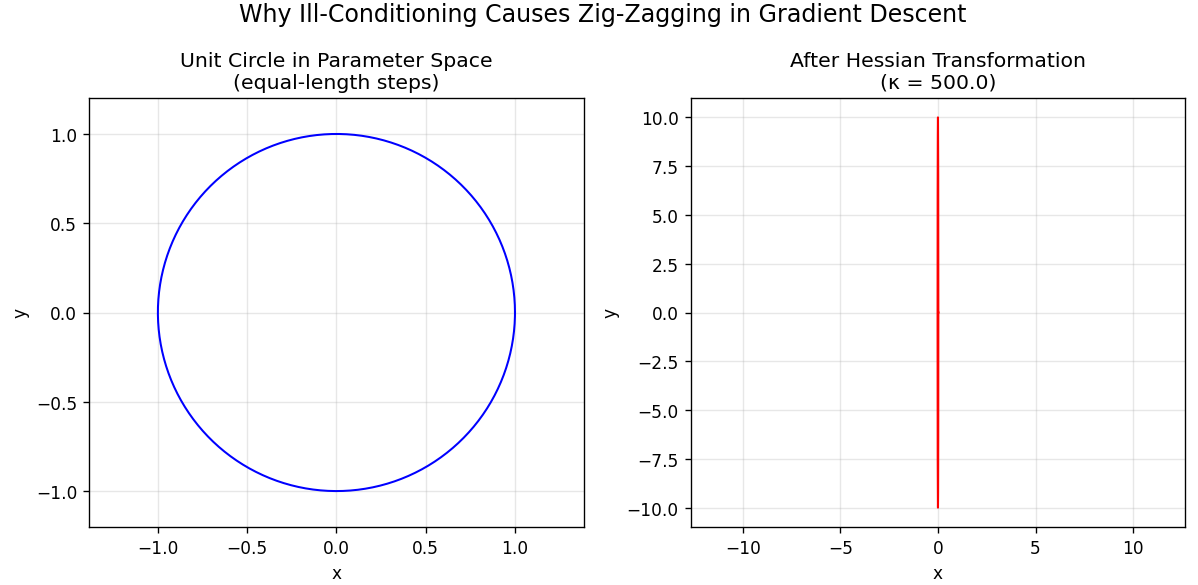 Why Ill-Conditioning Causes Zig-Zagging in Gradient Descent
Unit Circle in Parameter Space
(equal-length steps)
1.0
0.5
0.0
−0.5
−1.0
y
−1.0 −0.5 0.0 0.5 1.0
x
After Hessian Transformation
(κ = 500.0)
10.0
7.5
5.0
2.5
0.0
−2.5
−5.0
−7.5
−10.0
y
−10 −5 0 5 10
x